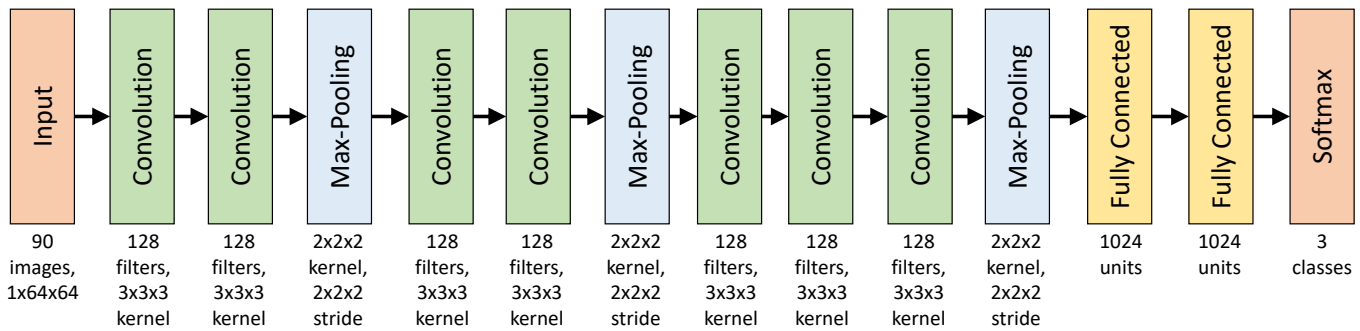 Input
Convolution
Convolution
Max-Pooling
Convolution
Convolution
Max-Pooling
Convolution
Convolution
Convolution
Max-Pooling
Fully Connected
Fully Connected
Softmax
90
images,
1x64x64
128
filters,
3x3x3
kernel
128
filters,
3x3x3
kernel
2x2x2
kernel,
2x2x2
stride
128
filters,
3x3x3
kernel
128
filters,
3x3x3
kernel
2x2x2
kernel,
2x2x2
stride
128
filters,
3x3x3
kernel
128
filters,
3x3x3
kernel
128
filters,
3x3x3
kernel
2x2x2
kernel,
2x2x2
stride
1024
units
1024
units
3
classes